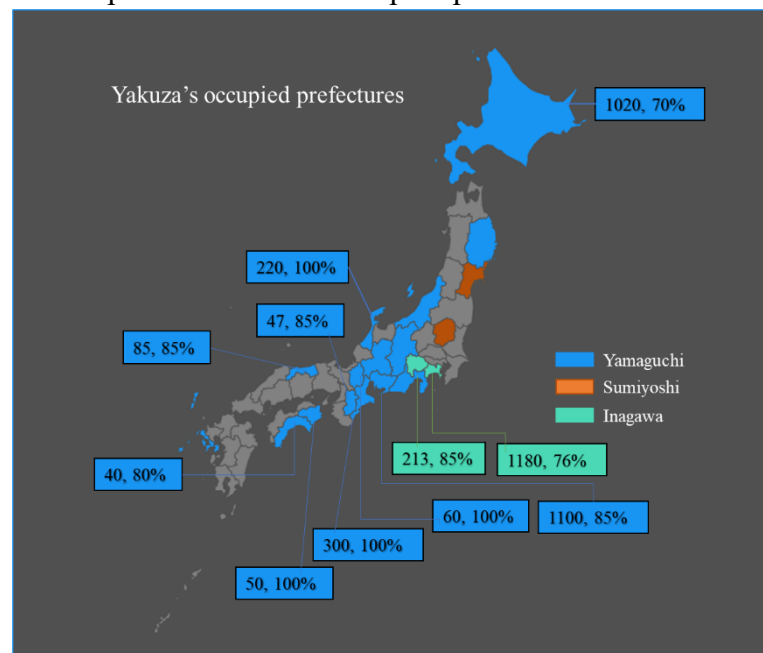 Yakuza’s occupied prefectures
1020, 70%
220, 100%
47, 85%
85, 85%
Yamaguchi
Sumiyoshi
Inagawa
213, 85%
1180, 76%
40, 80%
60, 100%
1100, 85%
300, 100%
50, 100%